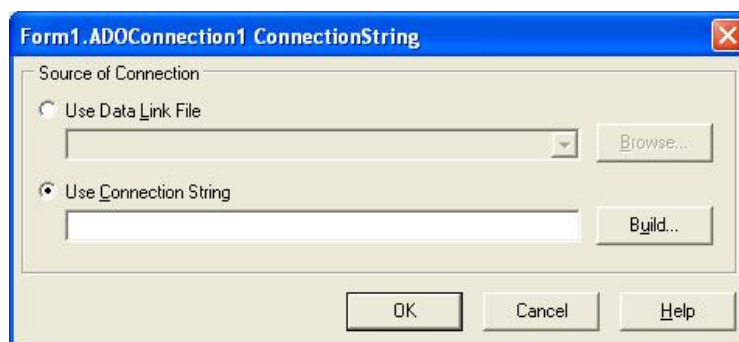 Form1.ADOConnection1 ConnectionString
Source of Connection
Use Data Link File
Browse...
Use Connection String
Build...
OK Cancel Help